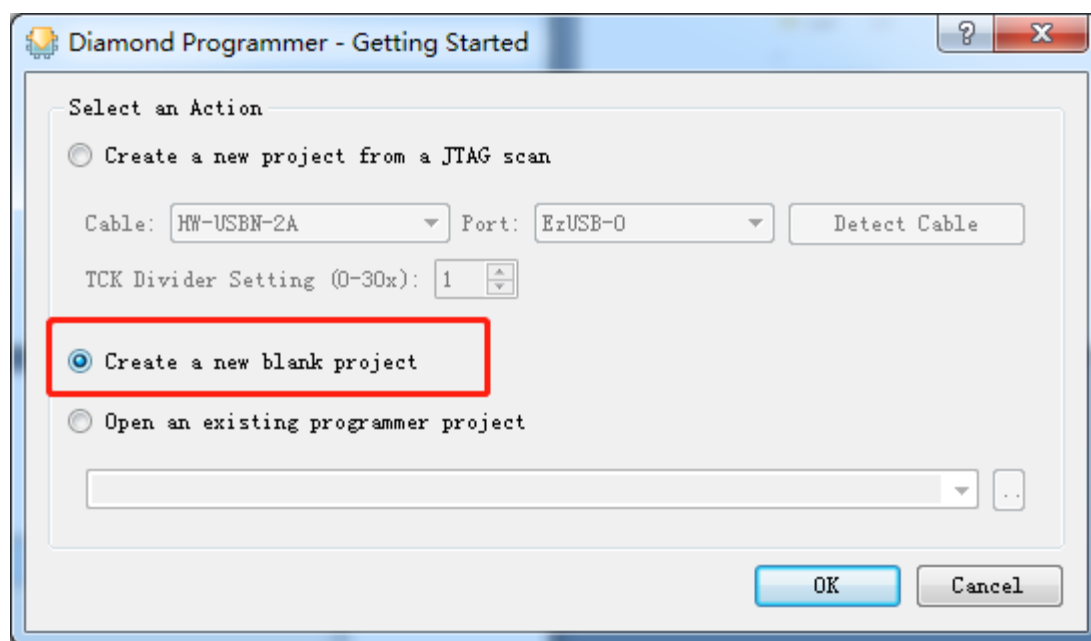 Diamond Programmer - Getting Started
Select an Action
Create a new project from a JTAG scan
Cable: HW-USBN-2A Port: EzUSB-0 Detect Cable
TCK Divider Setting (0-30x): 1
Create a new blank project
Open an existing programmer project
..
OK Cancel